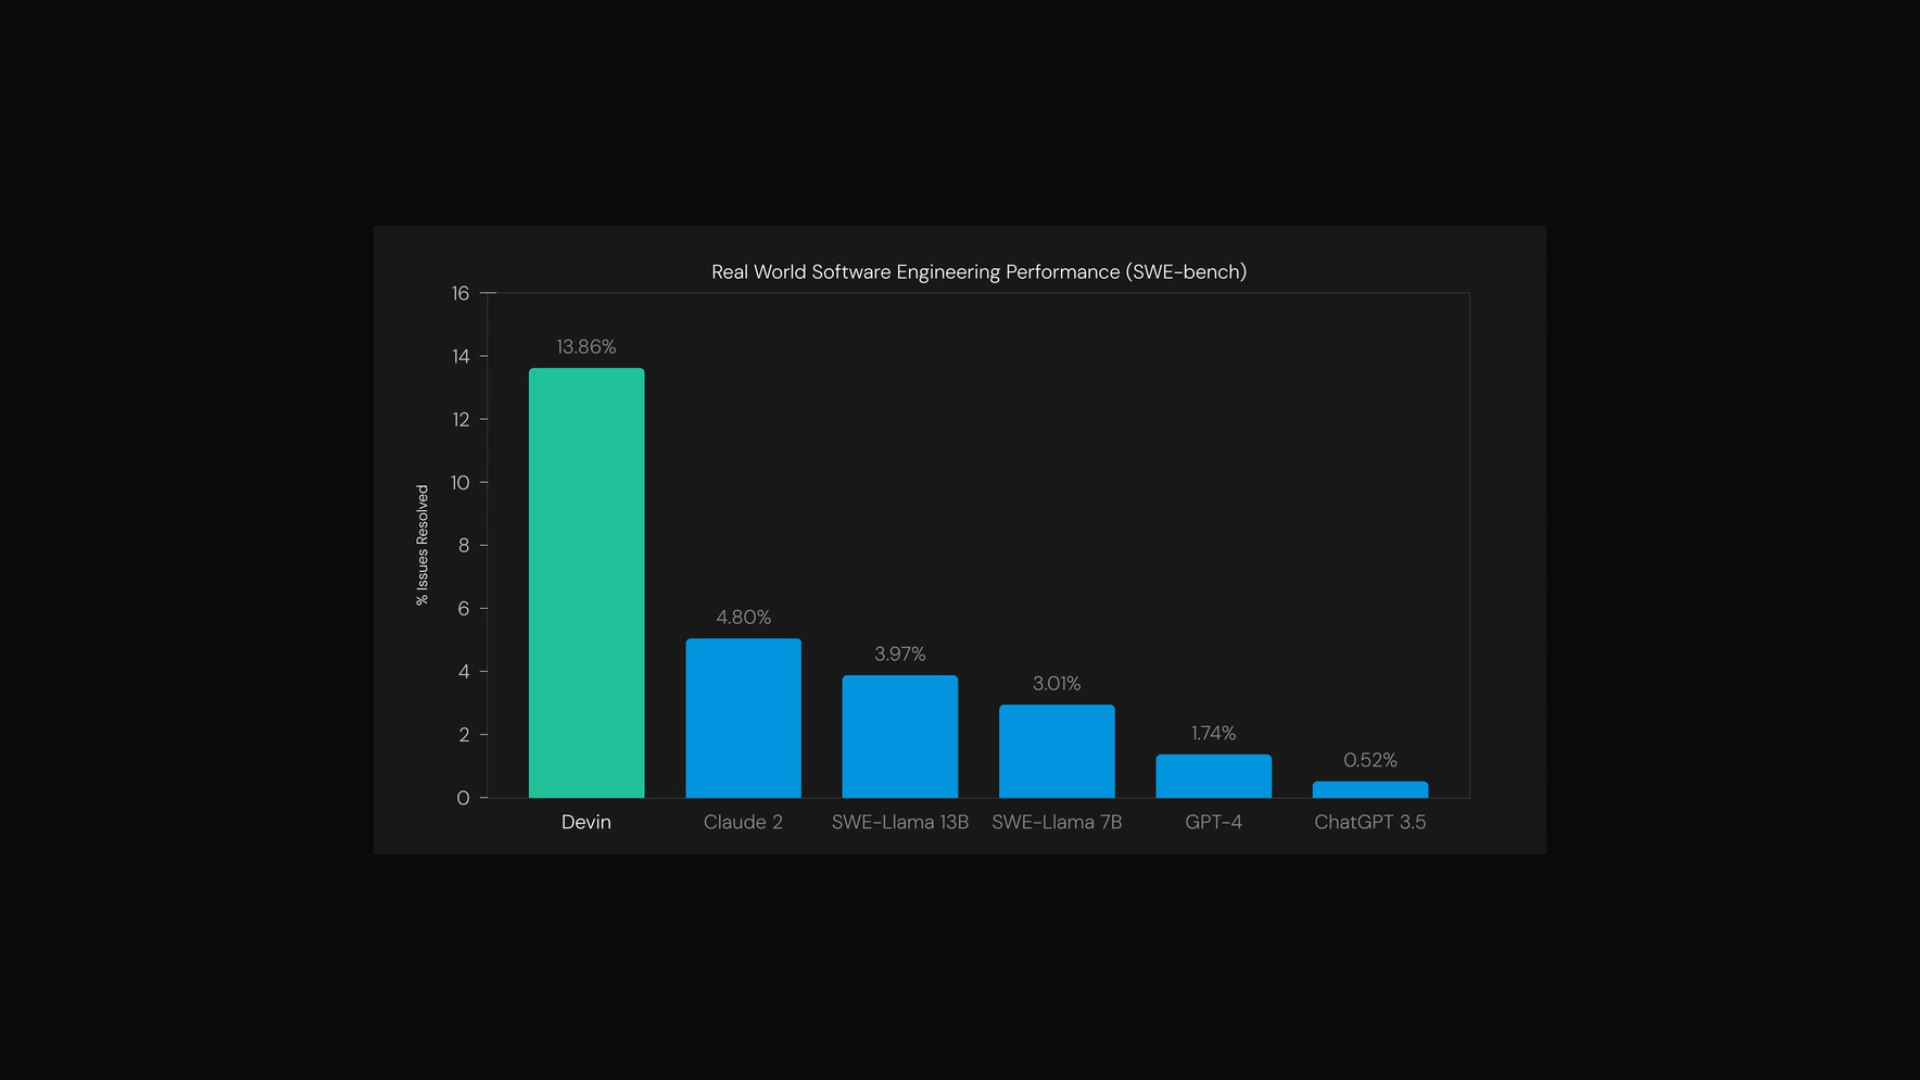 Real World Software Engineering Performance (SWE-bench)
% Issues Resolved
16
14
12
10
8
6
4
2
0
13.86%
4.80%
3.97%
3.01%
1.74%
0.52%
Devin
Claude 2
SWE-Llama 13B
SWE-Llama 7B
GPT-4
ChatGPT 3.5